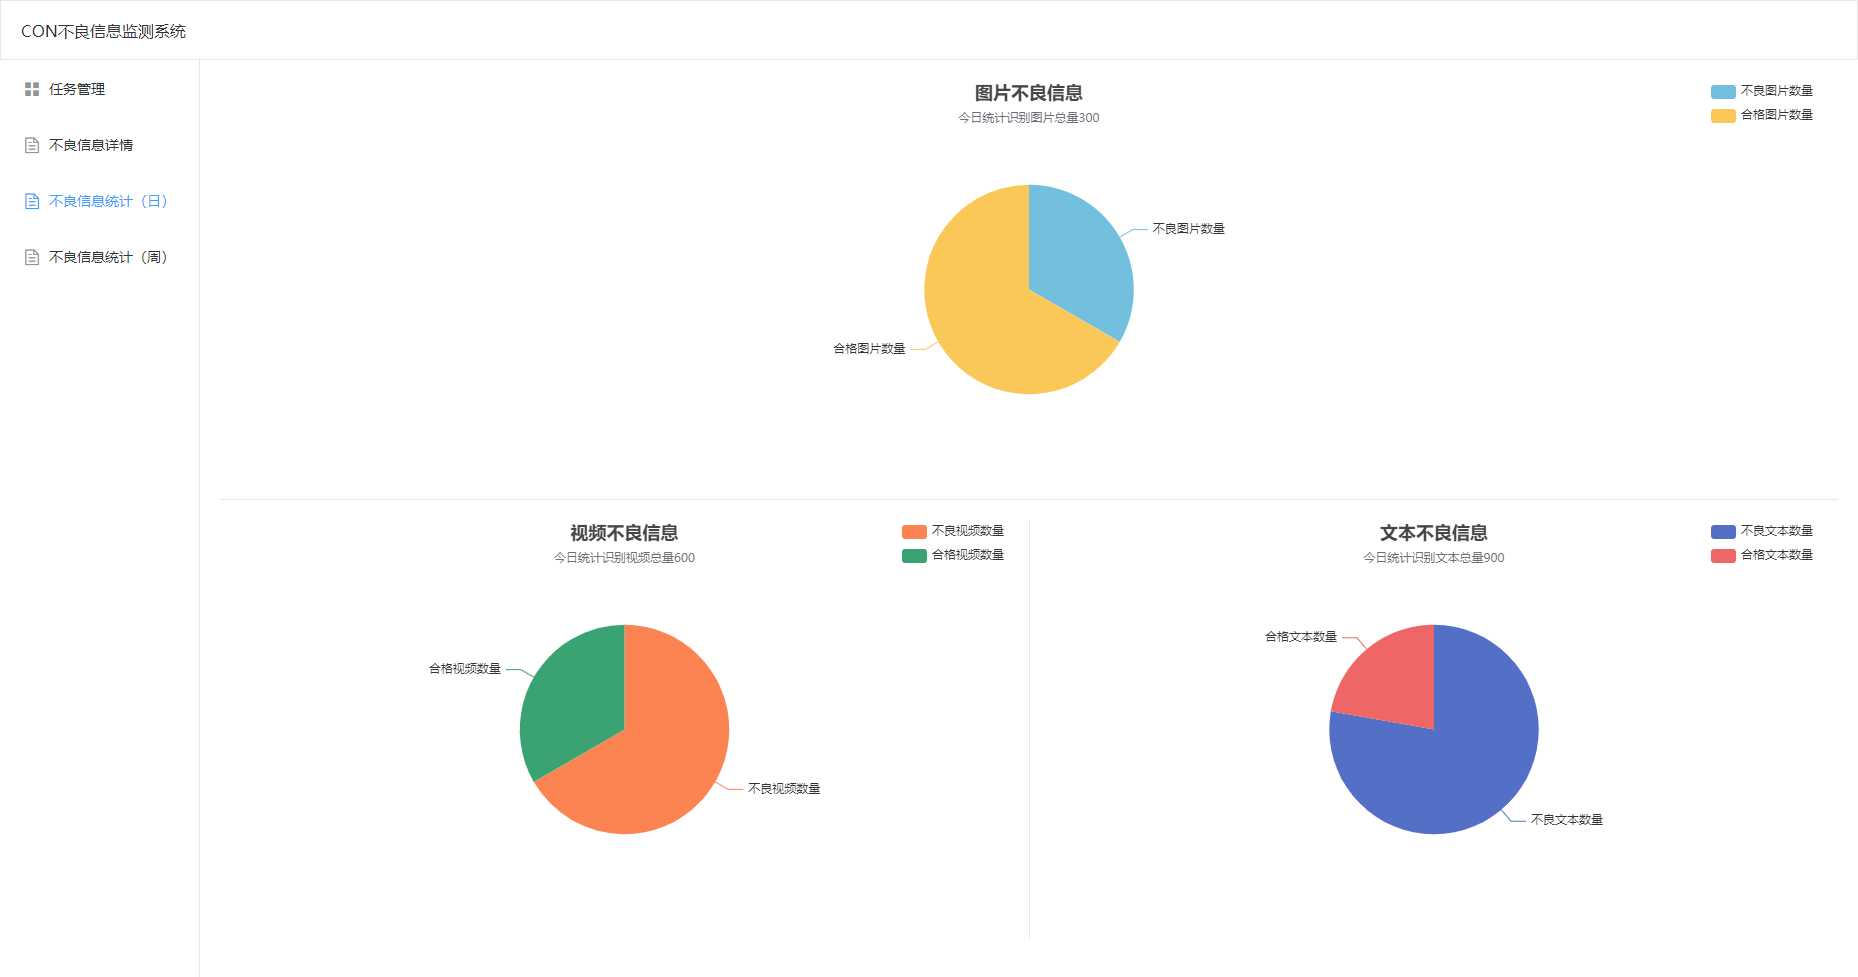 CON不良信息监测系统
任务管理
不良信息详情
不良信息统计（日）
不良信息统计（周）
图片不良信息
今日统计识别图片总量300
不良图片数量
合格图片数量
不良图片数量
合格图片数量
视频不良信息
今日统计识别视频总量600
不良视频数量
合格视频数量
合格视频数量
不良视频数量
文本不良信息
今日统计识别文本总量900
不良文本数量
合格文本数量
合格文本数量
不良文本数量